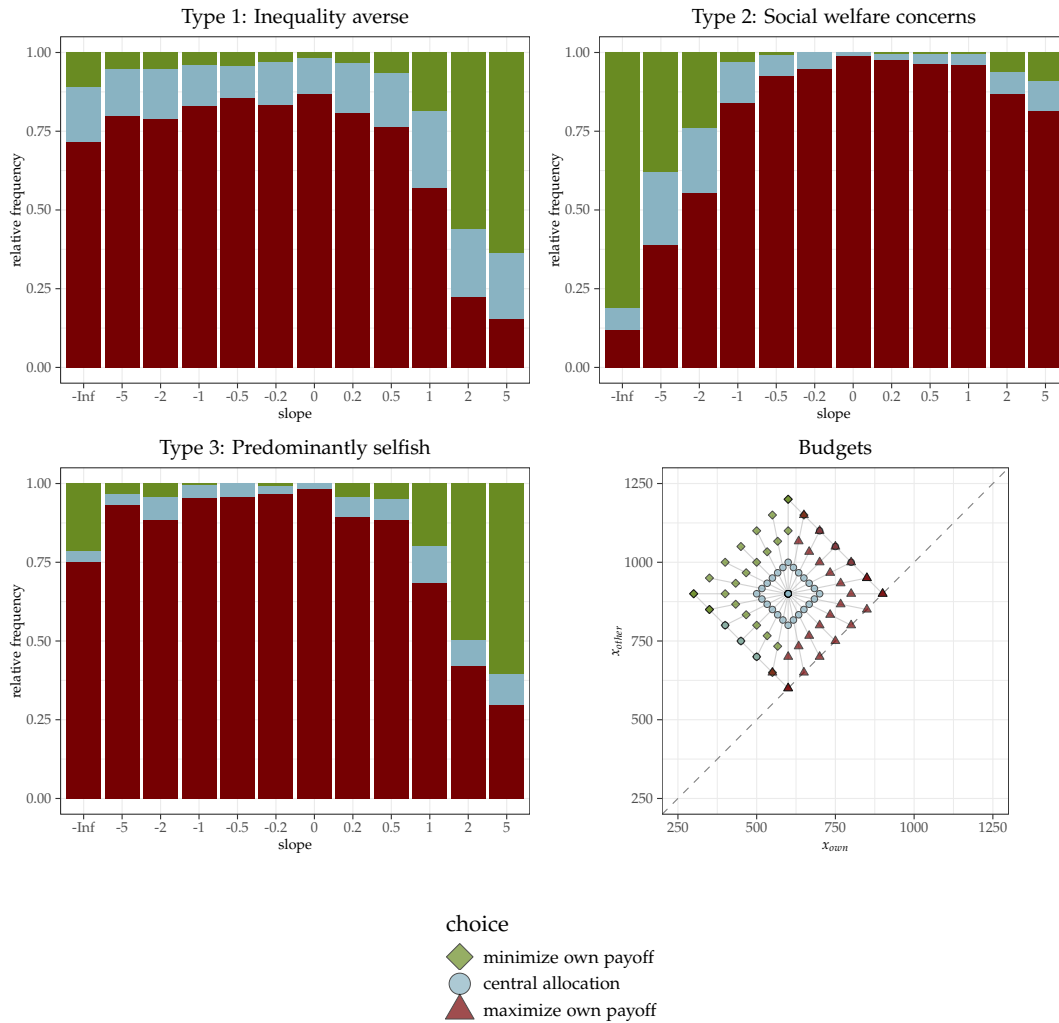 Type 1: Inequality averse
1.00
0.75
0.50
0.25
0.00
relative frequency
-Inf -5 -2 -1 -0.5 -0.2 0 0.2 0.5 1 2 5
slope
Type 2: Social welfare concerns
1.00
0.75
0.50
0.25
0.00
relative frequency
-Inf -5 -2 -1 -0.5 -0.2 0 0.2 0.5 1 2 5
slope
Type 3: Predominantly selfish
1.00
0.75
0.50
0.25
0.00
relative frequency
-Inf -5 -2 -1 -0.5 -0.2 0 0.2 0.5 1 2 5
slope
Budgets
1250
1000
750
500
250
x_other
250 500 750 1000 1250
x_own
choice
minimize own payoff
central allocation
maximize own payoff